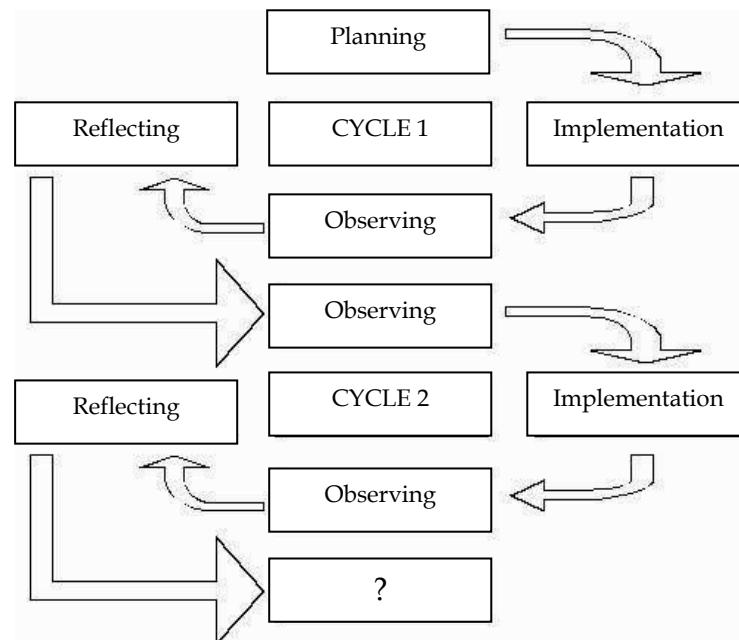 Planning
Reflecting
CYCLE 1
Implementation
Observing
Observing
Reflecting
CYCLE 2
Implementation
Observing
?